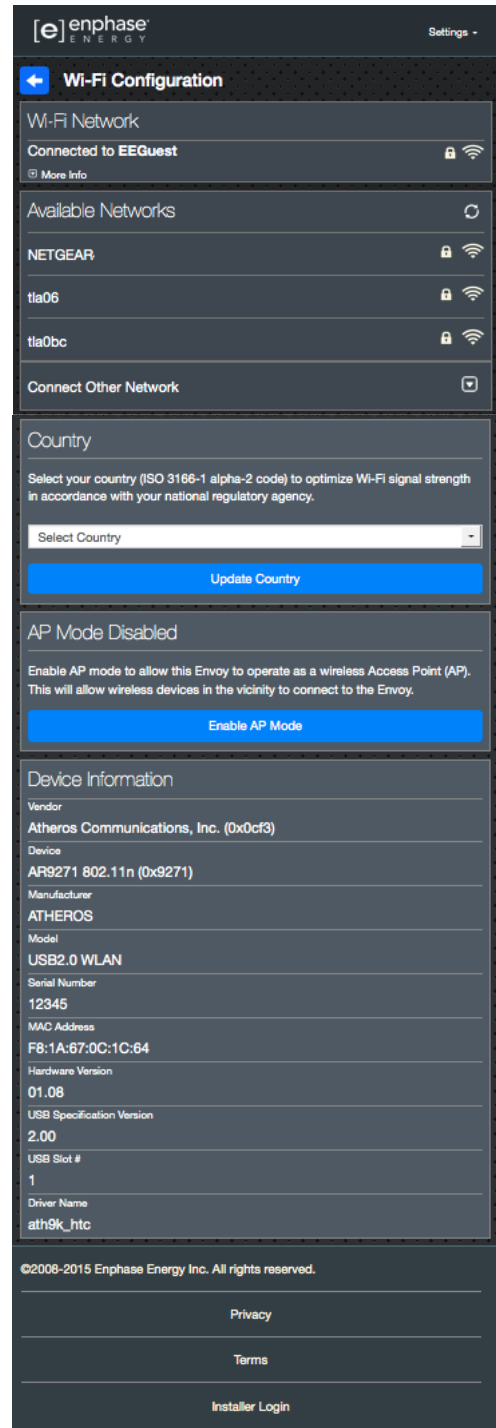 [e] enphase®
ENERGY
Settings
Wi-Fi Configuration
Wi-Fi Network
Connected to EEGuest
More Info
Available Networks
NETGEAR
tla06
tla0bc
Connect Other Network
Country
Select your country (ISO 3166-1 alpha-2 code) to optimize Wi-Fi signal strength
in accordance with your national regulatory agency.
Select Country
Update Country
AP Mode Disabled
Enable AP mode to allow this Envoy to operate as a wireless Access Point (AP).
This will allow wireless devices in the vicinity to connect to the Envoy.
Enable AP Mode
Device Information
Vendor
Atheros Communications, Inc. (0x0cf3)
Device
AR9271 802.11n (0x9271)
Manufacturer
ATHEROS
Model
USB2.0 WLAN
Serial Number
12345
MAC Address
F8:1A:67:0C:1C:64
Hardware Version
01.08
USB Specification Version
2.00
USB Slot #
1
Driver Name
ath9k_htc
©2008-2015 Enphase Energy Inc. All rights reserved.
Privacy
Terms
Installer Login